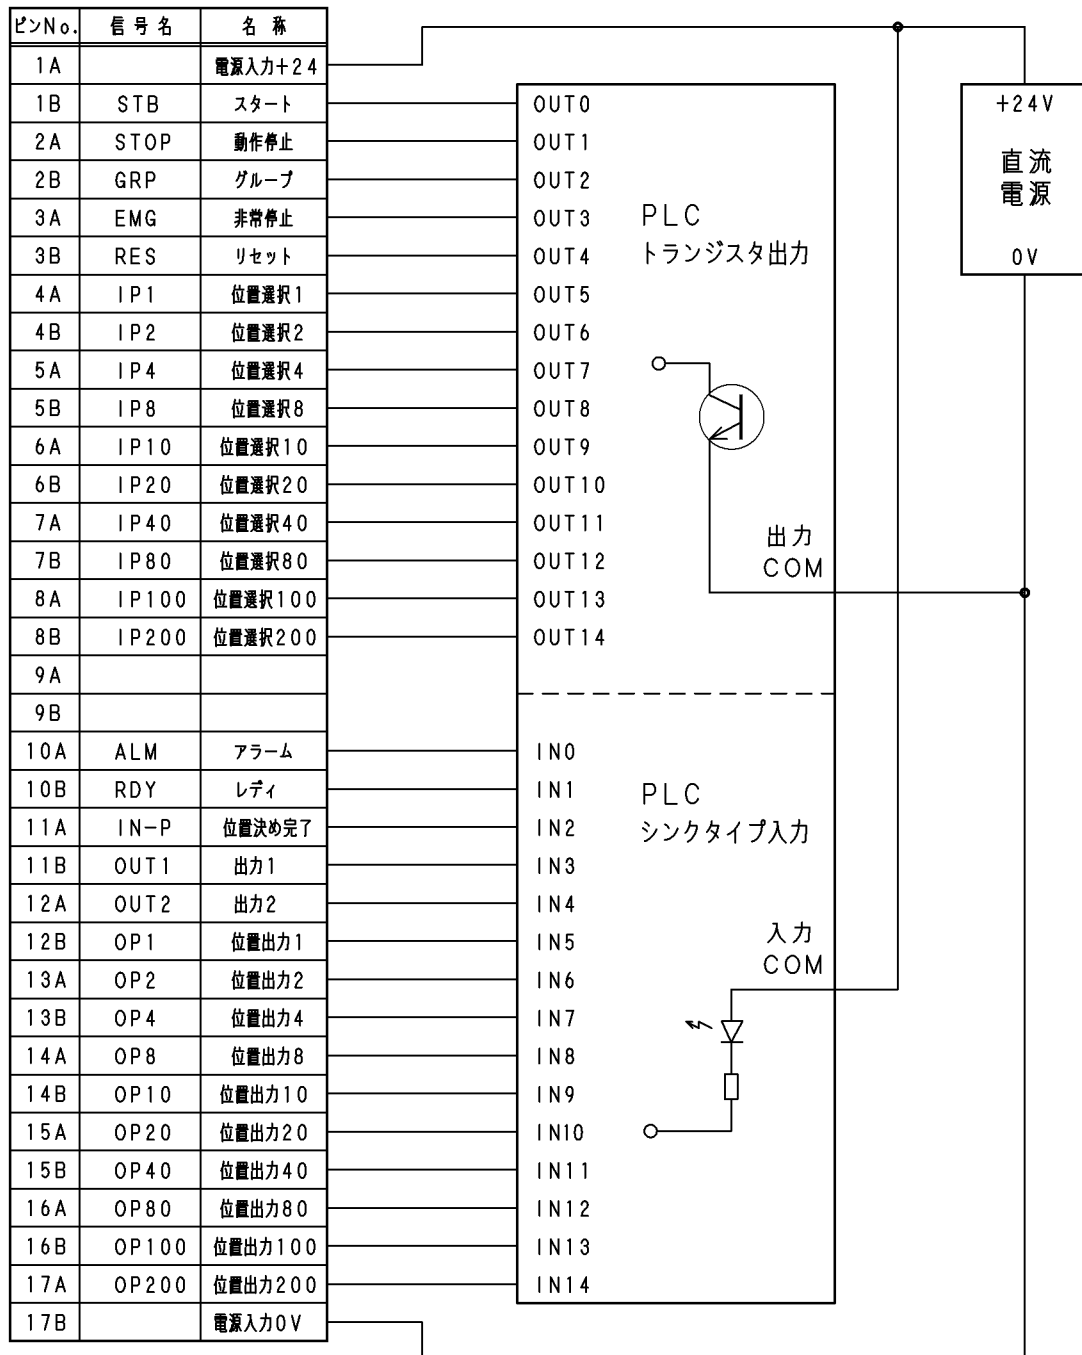 ピンNo. 信号名 名称
1A 電源入力+24
1B STB スタート OUT0
2A STOP 動作停止 OUT1
2B GRP グループ OUT2
3A EMG 非常停止 OUT3
3B RES リセット OUT4
4A IP1 位置選択1 OUT5
4B IP2 位置選択2 OUT6
5A IP4 位置選択4 OUT7
5B IP8 位置選択8 OUT8
6A IP10 位置選択10 OUT9
6B IP20 位置選択20 OUT10
7A IP40 位置選択40 OUT11
7B IP80 位置選択80 OUT12
8A IP100 位置選択100 OUT13
8B IP200 位置選択200 OUT14
9A
9B
10A ALM アラーム IN0
10B RDY レディ IN1
11A IN-P 位置決め完了 IN2
11B OUT1 出力1 IN3
12A OUT2 出力2 IN4
12B OP1 位置出力1 IN5
13A OP2 位置出力2 IN6
13B OP4 位置出力4 IN7
14A OP8 位置出力8 IN8
14B OP10 位置出力10 IN9
15A OP20 位置出力20 IN10
15B OP40 位置出力40 IN11
16A OP80 位置出力80 IN12
16B OP100 位置出力100 IN13
17A OP200 位置出力200 IN14
17B 電源入力0V
PLC
トランジスタ出力
出力
COM
PLC
シンクタイプ入力
入力
COM
+24V
直流
電源
0V